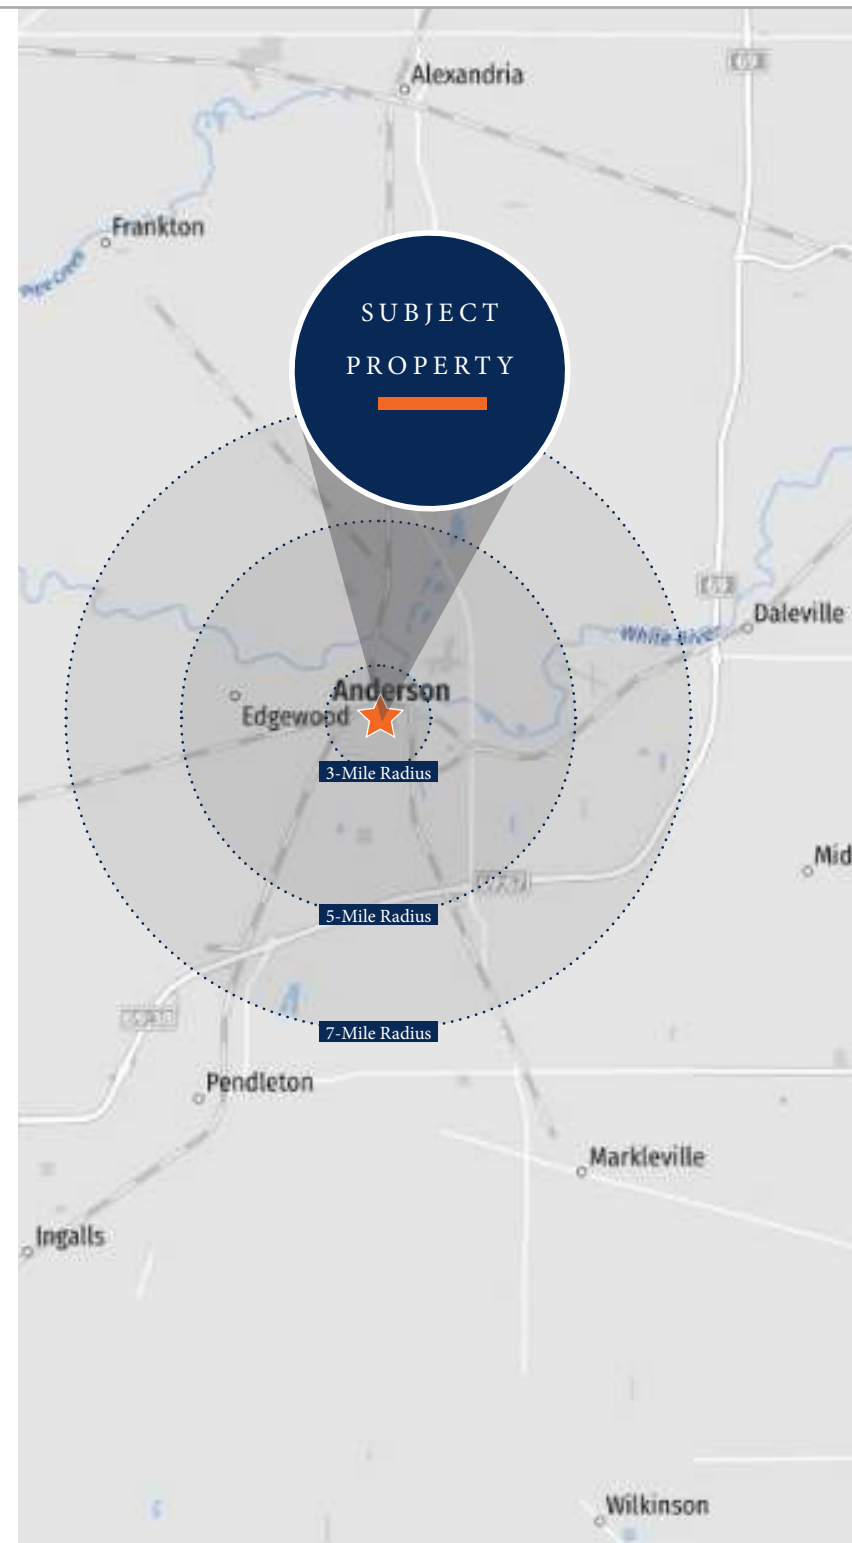 Alexandria
Frankton
SUBJECT
PROPERTY
Daleville
White River
Anderson
Edgewood
3-Mile Radius
Mid
5-Mile Radius
7-Mile Radius
Pendleton
Markleville
Ingalls
Wilkinson